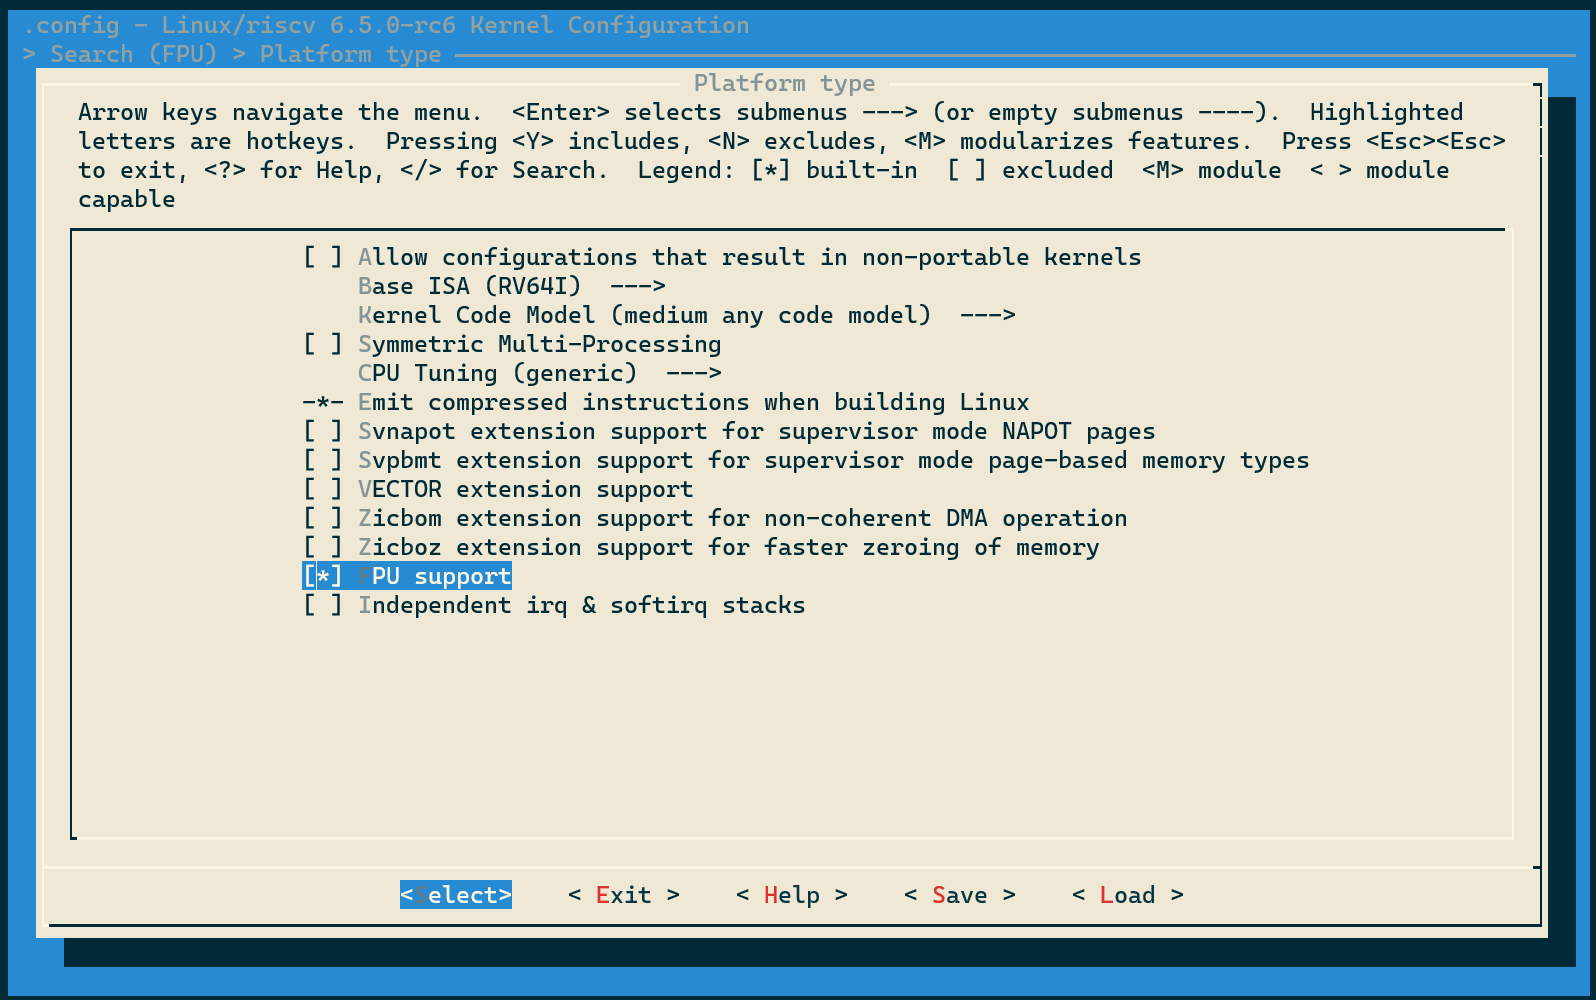 .config - Linux/riscv 6.5.0-rc6 Kernel Configuration
> Search (FPU) > Platform type
Platform type
Arrow keys navigate the menu.  <Enter> selects submenus ---> (or empty submenus ----).  Highlighted
letters are hotkeys.  Pressing <Y> includes, <N> excludes, <M> modularizes features.  Press <Esc><Esc>
to exit, <?> for Help, </> for Search.  Legend: [*] built-in  [ ] excluded  <M> module  < > module
capable
[ ] Allow configurations that result in non-portable kernels
Base ISA (RV64I)  --->
Kernel Code Model (medium any code model)  --->
[ ] Symmetric Multi-Processing
CPU Tuning (generic)  --->
-*- Emit compressed instructions when building Linux
[ ] Svnapot extension support for supervisor mode NAPOT pages
[ ] Svpbmt extension support for supervisor mode page-based memory types
[ ] VECTOR extension support
[ ] Zicbom extension support for non-coherent DMA operation
[ ] Zicboz extension support for faster zeroing of memory
[*] FPU support
[ ] Independent irq & softirq stacks
<Select>    < Exit >    < Help >    < Save >    < Load >